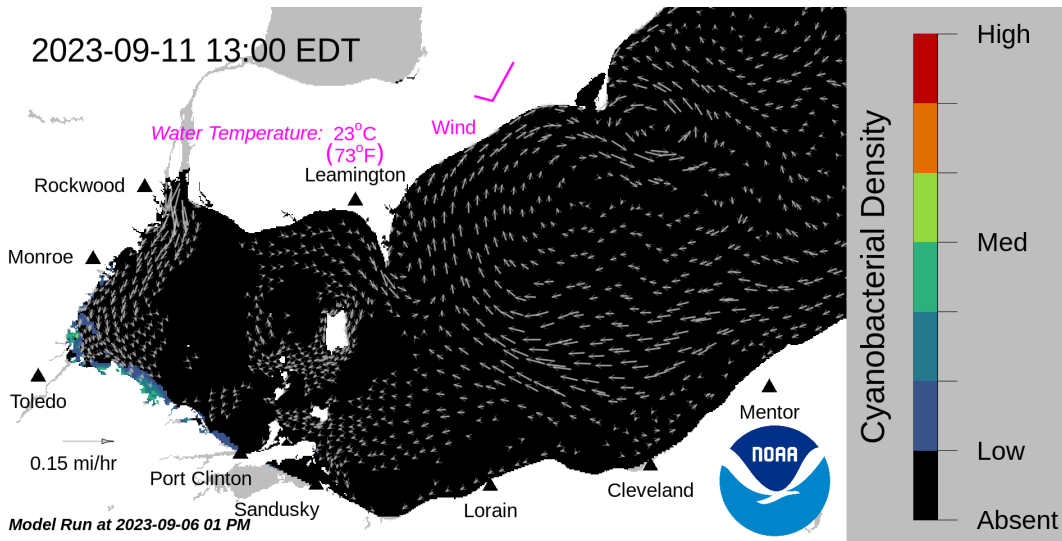 2023-09-11 13:00 EDT
High
Wind
Water Temperature: 23°C
(73°F)
Leamington
Rockwood
Monroe
Med
Cyanobacterial Density
Toledo
Mentor
0.15 mi/hr
NOAA
Low
Port Clinton
Cleveland
Sandusky
Lorain
Model Run at 2023-09-06 01 PM
Absent